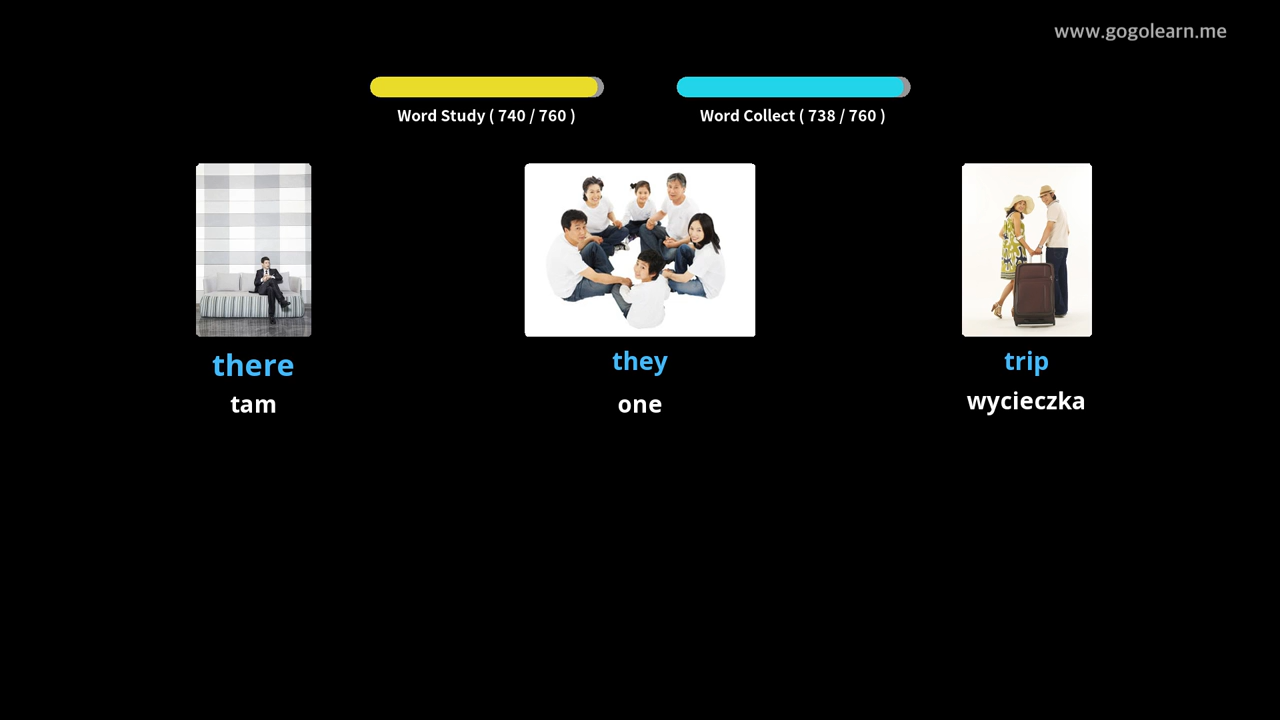 www.gogolearn.me
Word Study ( 740 / 760 )
Word Collect ( 738 / 760 )
there
they
trip
tam
one
wycieczka